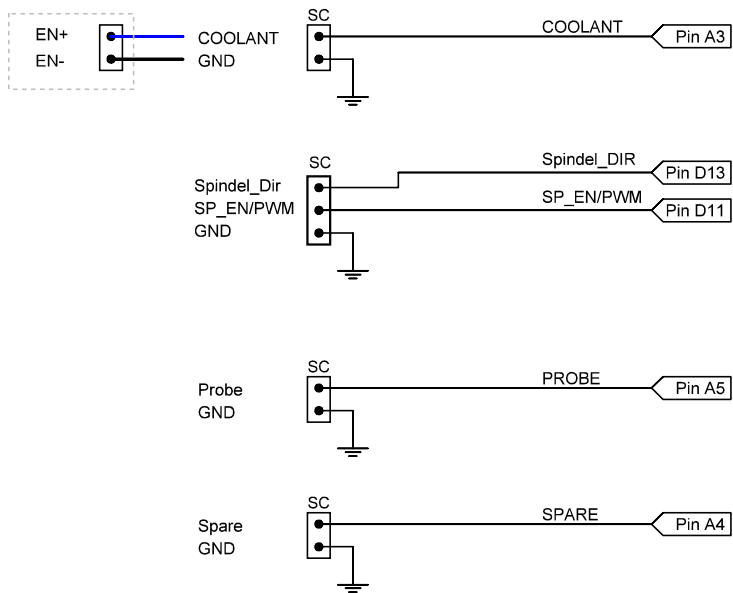 SC
EN+ COOLANT COOLANT Pin A3
EN- GND
SC
Spindel_DIR Pin D13
Spindel_Dir
SP_EN/PWM SP_EN/PWM Pin D11
GND
SC
Probe PROBE Pin A5
GND
SC
Spare SPARE Pin A4
GND